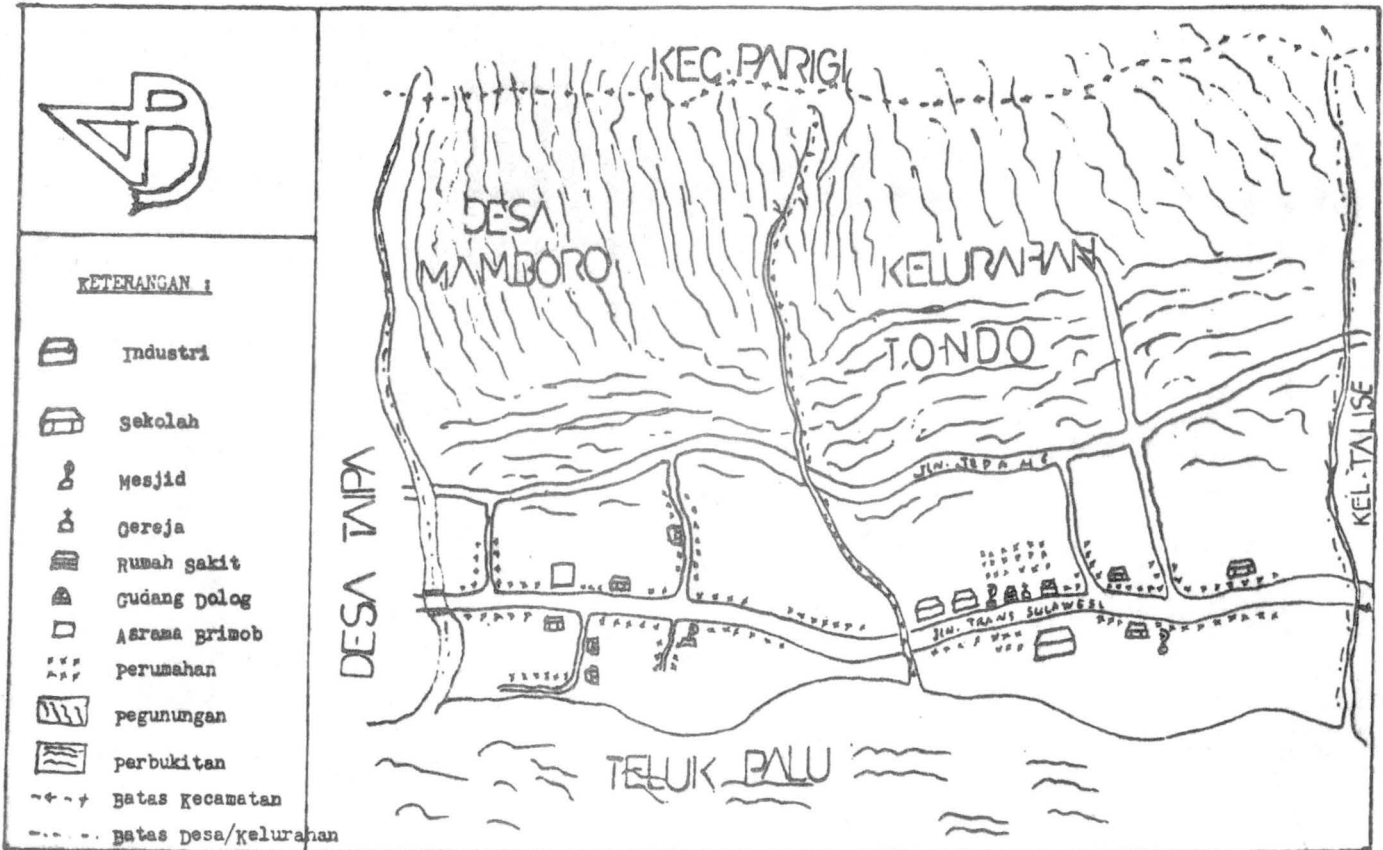 KETERANGAN :
Industri
Sekolah
Mesjid
Gereja
Rumah Sakit
Gudang Dolog
Asrama Brimob
perumahan
pegunungan
perbukitan
Batas Kecamatan
Batas Desa/Kelurahan
KEC. PARIGI
DESA
MAMBORO
KELURAHAN
TONDO
DESA TAIPA
KEL. TALISE
JLN.
JLN. TRANS SULAWESI
TELUK PALU